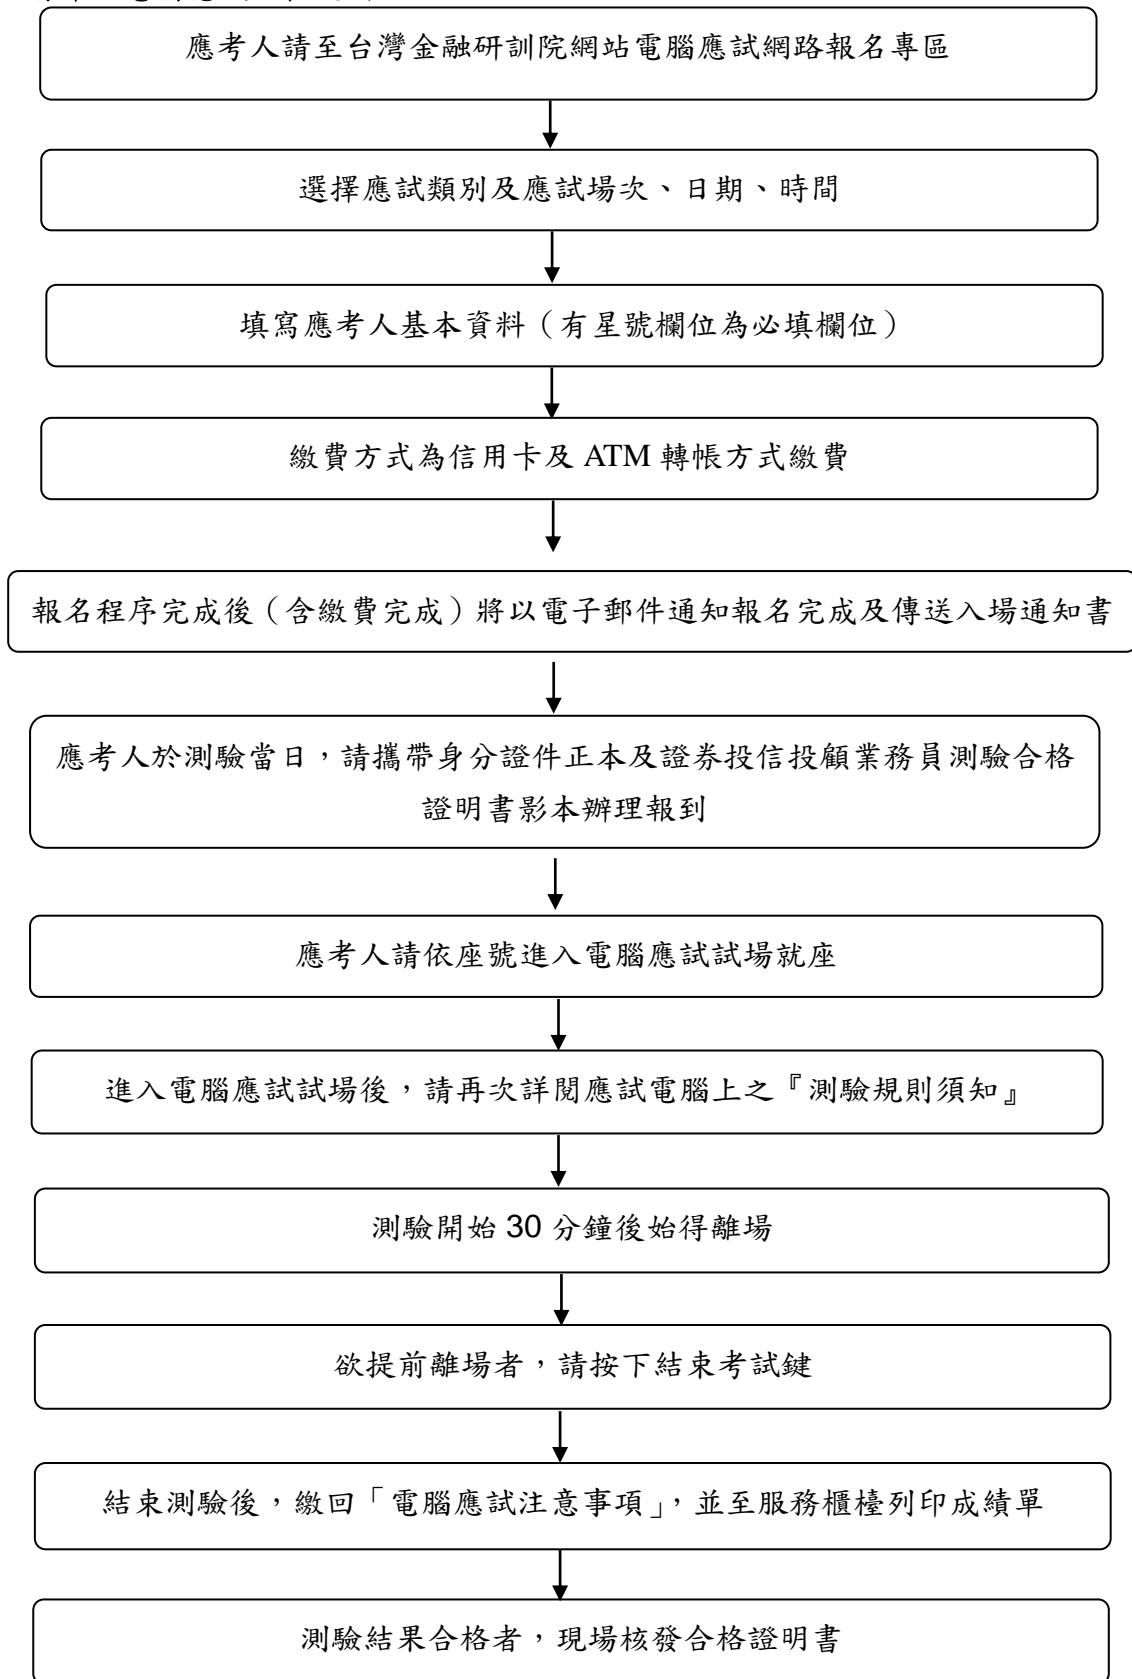 應考人請至台灣金融研訓院網站電腦應試網路報名專區
選擇應試類別及應試場次、日期、時間
填寫應考人基本資料（有星號欄位為必填欄位）
繳費方式為信用卡及 ATM 轉帳方式繳費
報名程序完成後（含繳費完成）將以電子郵件通知報名完成及傳送入場通知書
應考人於測驗當日，請攜帶身分證件正本及證券投信投顧業務員測驗合格
證明書影本辦理報到
應考人請依座號進入電腦應試試場就座
進入電腦應試試場後，請再次詳閱應試電腦上之『測驗規則須知』
測驗開始 30 分鐘後始得離場
欲提前離場者，請按下結束考試鍵
結束測驗後，繳回「電腦應試注意事項」，並至服務櫃檯列印成績單
測驗結果合格者，現場核發合格證明書